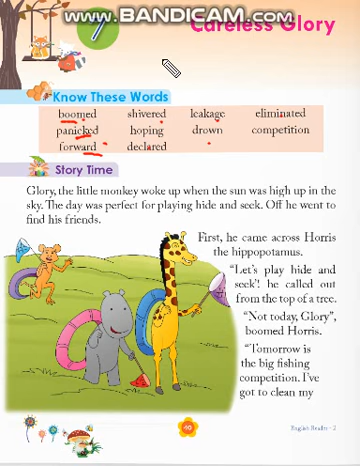 www.BANDICAM.com
7
Careless Glory
Know These Words
boomed shivered leakage eliminated
panicked hoping drown competition
forward declared
Story Time
Glory, the little monkey woke up when the sun was high up in the
sky. The day was perfect for playing hide and seek. Off he went to
find his friends.
First, he came across Horris
the hippopotamus.
"Let's play hide and
seek'! he called out
from the top of a tree.
"Not today, Glory",
boomed Horris.
"Tomorrow is
the big fishing
competition. I've
got to clean my
40
English Reader - 2